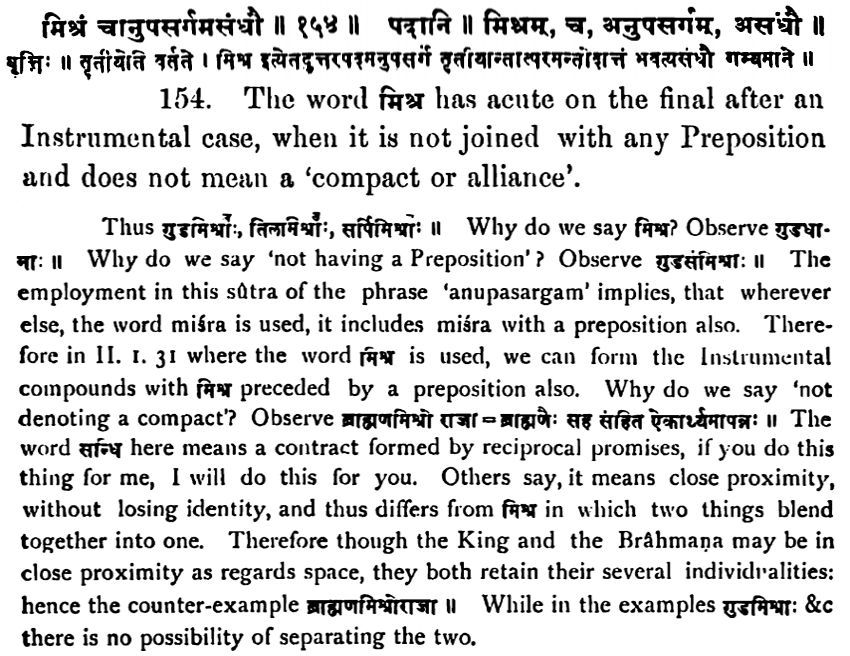 मिश्रं चानुपसर्गमसंधौ ॥ १५४ ॥ पदानि ॥ मिश्रम्, च, अनुपसर्गम्, असंधौ ॥
वृत्तिः ॥ तृतीयेति वर्तते । मिश्र इत्येतदुत्तरपदमनुपसर्गं तृतीयान्तात्परमन्तोदात्तं भवत्यसंधौ गम्यमाने ॥
154. The word मिश्र has acute on the final after an
Instrumental case, when it is not joined with any Preposition
and does not mean a ‘compact or alliance’.
Thus गुडमिश्राः॑, तिलमिश्राः॑, सर्पिर्मिश्राः॑ ॥ Why do we say मिश्र? Observe गुडधा-
नाः ॥ Why do we say ‘not having a Preposition’? Observe गुडसंमिश्राः ॥ The
employment in this sûtra of the phrase ‘anupasargam’ implies, that wherever
else, the word miśra is used, it includes miśra with a preposition also. There-
fore in II. 1. 31 where the word मिश्र is used, we can form the Instrumental
compounds with मिश्र preceded by a preposition also. Why do we say ‘not
denoting a compact’? Observe ब्राह्मणमिश्रो राजा = ब्राह्मणैः सह संहित ऐकार्थ्यमापन्नः ॥ The
word सन्धि here means a contract formed by reciprocal promises, if you do this
thing for me, I will do this for you. Others say, it means close proximity,
without losing identity, and thus differs from मिश्र in which two things blend
together into one. Therefore though the King and the Brâhmaṇa may be in
close proximity as regards space, they both retain their several individualities:
hence the counter-example ब्राह्मणमिश्रोराजा ॥ While in the examples गुडमिश्राः &c
there is no possibility of separating the two.